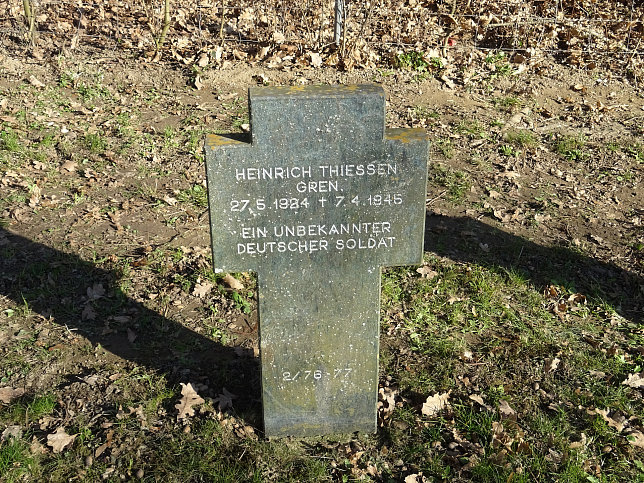 HEINRICH THIESSEN
GREN.
27.5.1924 † 7.4.1945
EIN UNBEKANNTER
DEUTSCHER SOLDAT
2/76-77